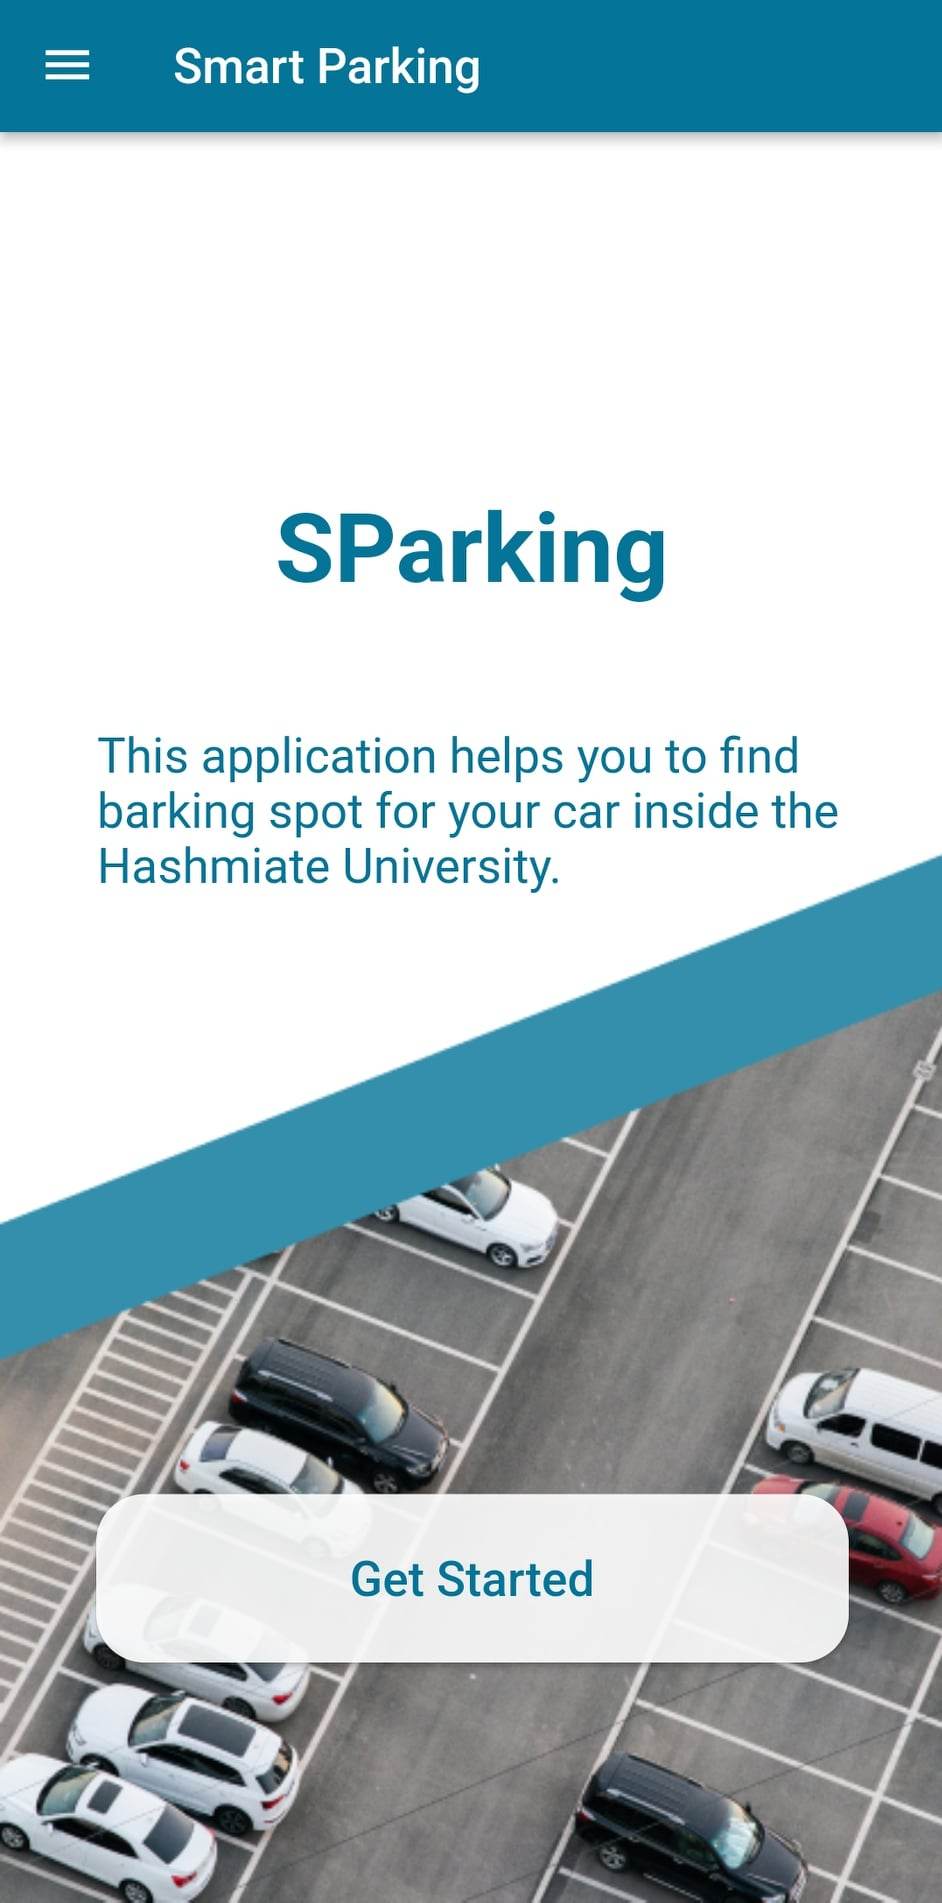 Smart Parking
SParking
This application helps you to find
barking spot for your car inside the
Hashmiate University.
Get Started